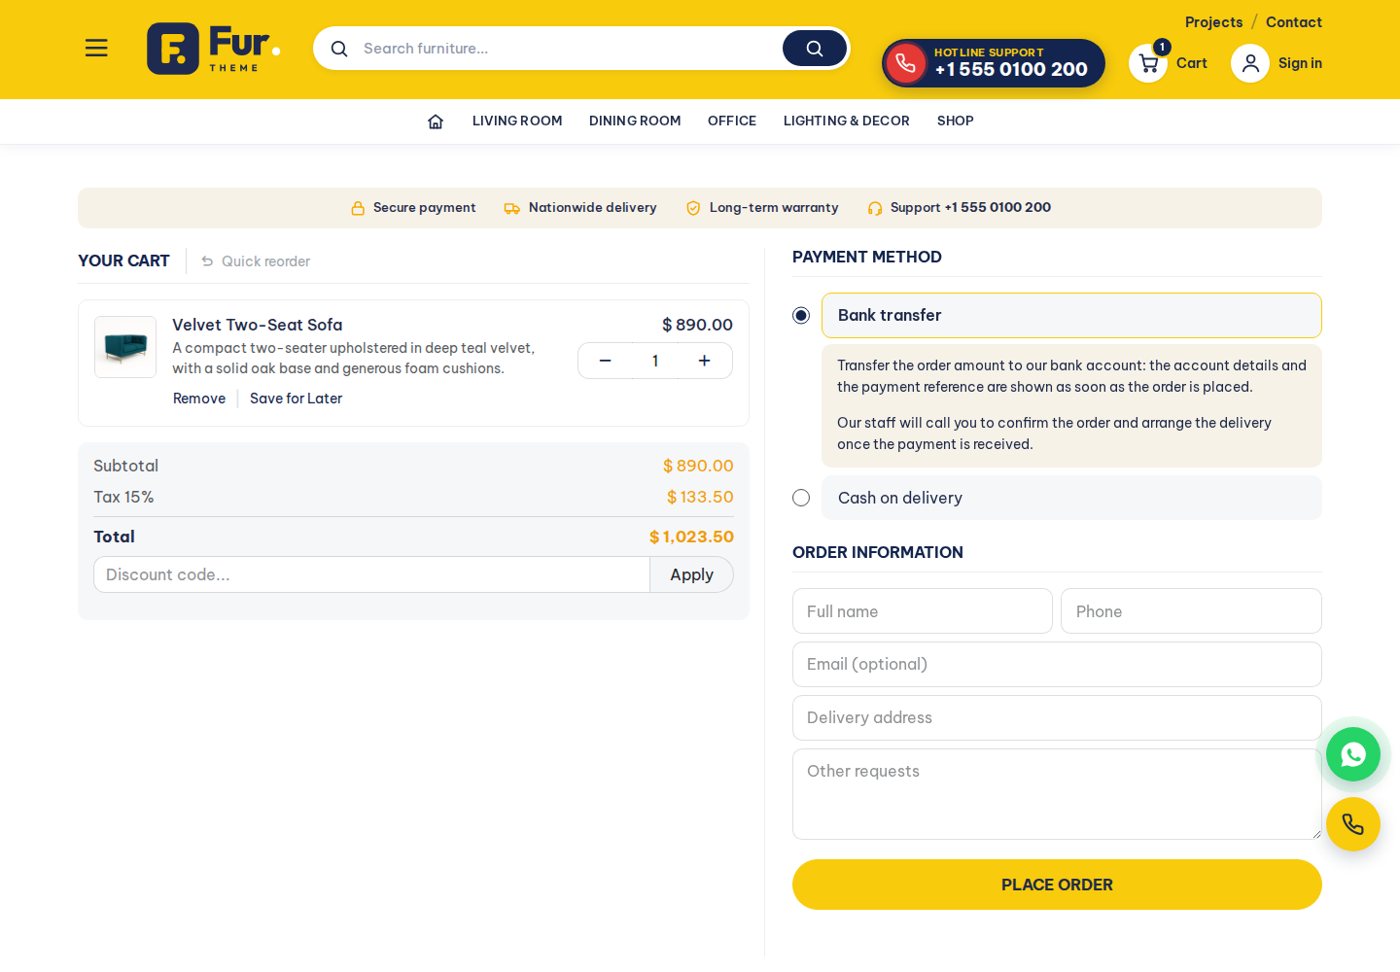 Projects / Contact
Fur.
THEME
Search furniture...
HOTLINE SUPPORT
+1 555 0100 200
1
Cart
Sign in
LIVING ROOM
DINING ROOM
OFFICE
LIGHTING & DECOR
SHOP
Secure payment
Nationwide delivery
Long-term warranty
Support +1 555 0100 200
YOUR CART
Quick reorder
Velvet Two-Seat Sofa
$ 890.00
A compact two-seater upholstered in deep teal velvet,
with a solid oak base and generous foam cushions.
− 1 +
Remove
Save for Later
Subtotal
$ 890.00
Tax 15%
$ 133.50
Total
$ 1,023.50
Discount code...
Apply
PAYMENT METHOD
Bank transfer
Transfer the order amount to our bank account: the account details and
the payment reference are shown as soon as the order is placed.
Our staff will call you to confirm the order and arrange the delivery
once the payment is received.
Cash on delivery
ORDER INFORMATION
Full name
Phone
Email (optional)
Delivery address
Other requests
PLACE ORDER